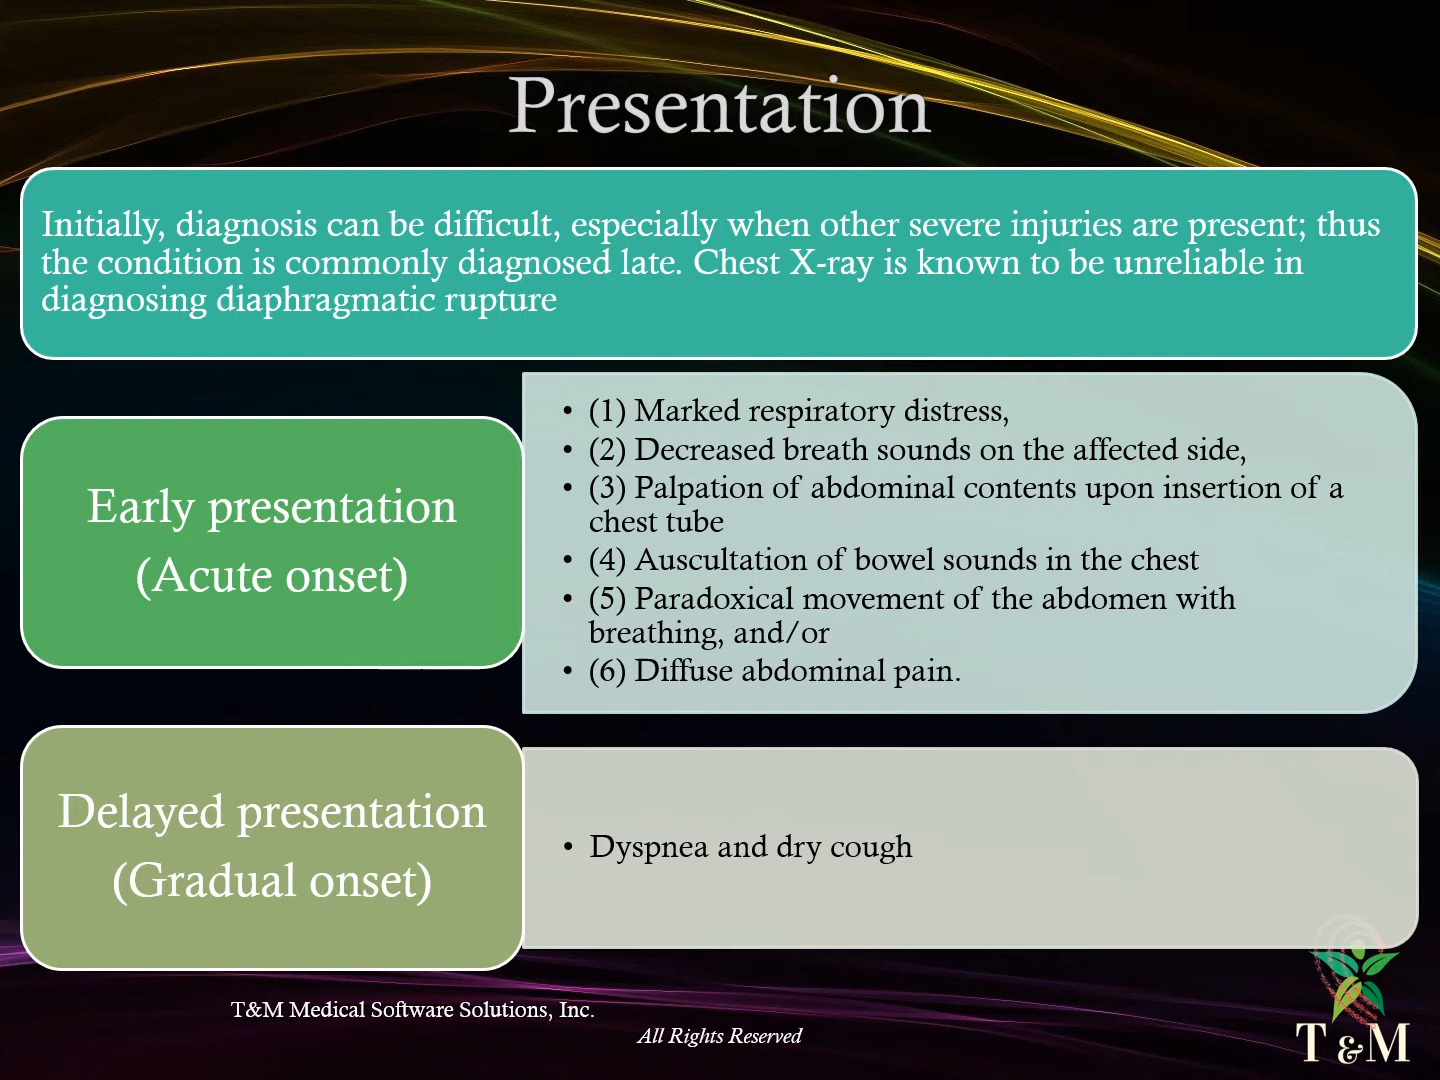 Presentation
Initially, diagnosis can be difficult, especially when other severe injuries are present; thus
the condition is commonly diagnosed late. Chest X-ray is known to be unreliable in
diagnosing diaphragmatic rupture
Early presentation
(Acute onset)
• (1) Marked respiratory distress,
• (2) Decreased breath sounds on the affected side,
• (3) Palpation of abdominal contents upon insertion of a
chest tube
• (4) Auscultation of bowel sounds in the chest
• (5) Paradoxical movement of the abdomen with
breathing, and/or
• (6) Diffuse abdominal pain.
Delayed presentation
(Gradual onset)
• Dyspnea and dry cough
T&M Medical Software Solutions, Inc.
All Rights Reserved
T &M